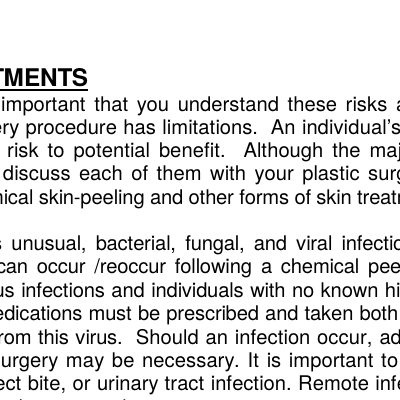 TMENTS
important that you understand these risks a
ery procedure has limitations. An individual's
risk to potential benefit. Although the maj
discuss each of them with your plastic surg
nical skin-peeling and other forms of skin treatr
s unusual, bacterial, fungal, and viral infectio
can occur /reoccur following a chemical pee
us infections and individuals with no known hi
edications must be prescribed and taken both
rom this virus. Should an infection occur, ad
surgery may be necessary. It is important to
ect bite, or urinary tract infection. Remote infe